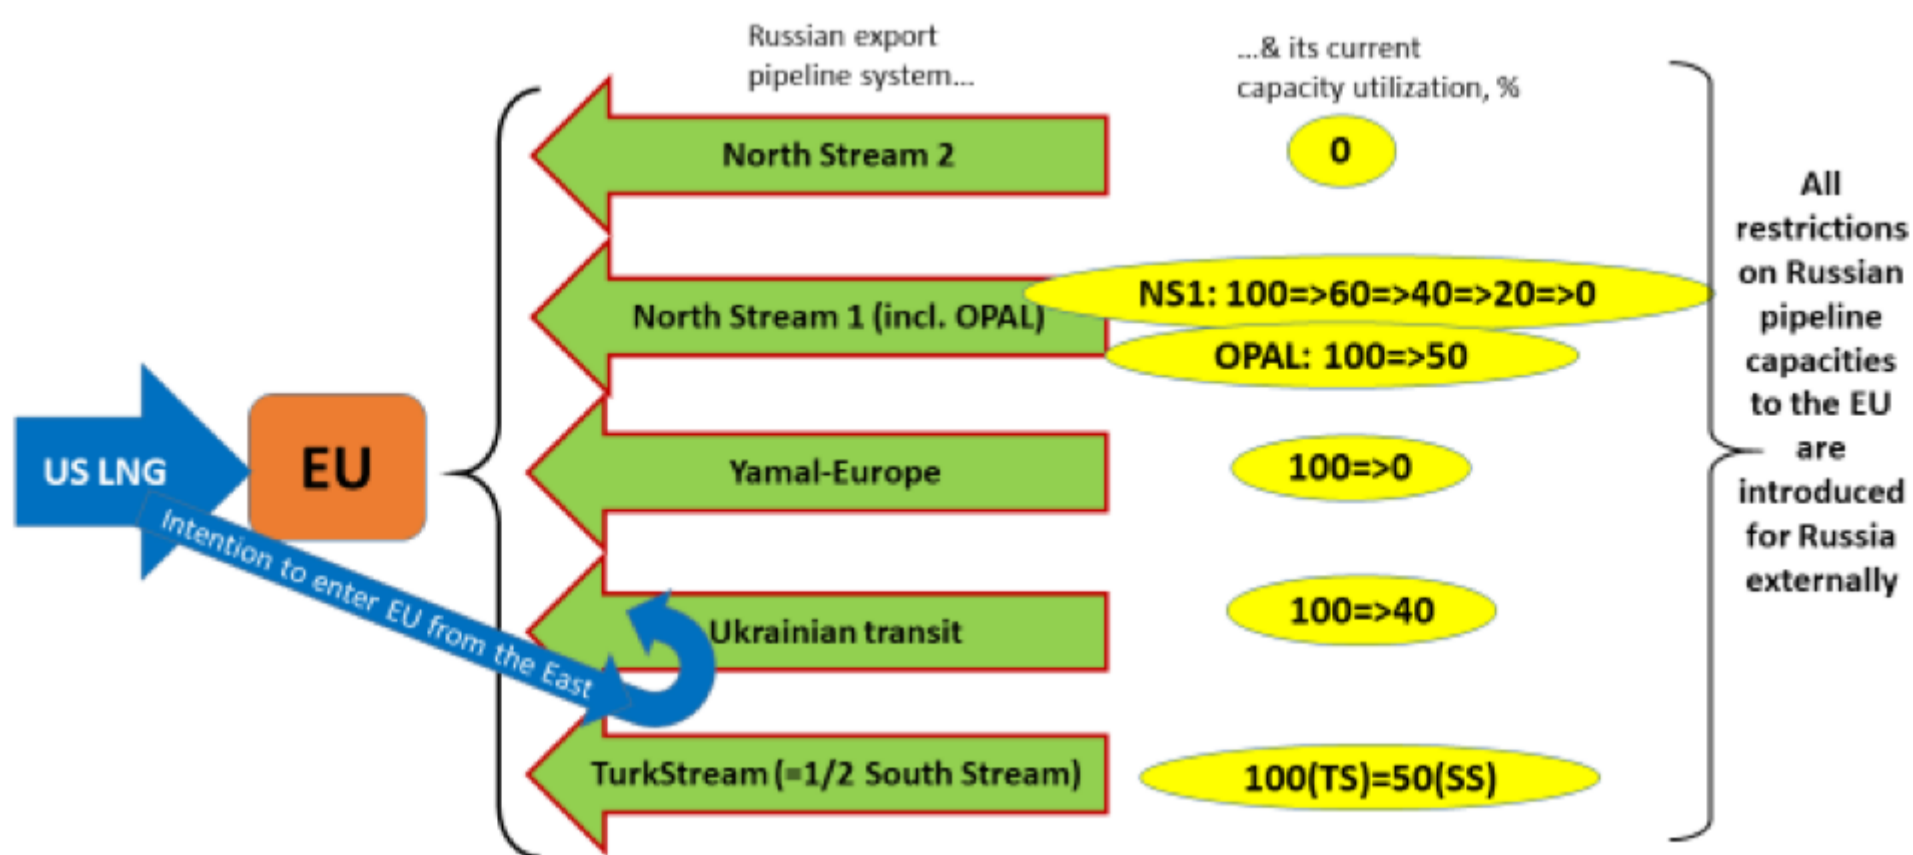 Russian export
pipeline system...
...& its current
capacity utilization, %
North Stream 2
0
North Stream 1 (incl. OPAL)
NS1: 100=>60=>40=>20=>0
OPAL: 100=>50
Yamal-Europe
100=>0
Ukrainian transit
100=>40
TurkStream (=1/2 South Stream)
100(TS)=50(SS)
US LNG
EU
Intention to enter EU from the East
All
restrictions
on Russian
pipeline
capacities
to the EU
are
introduced
for Russia
externally